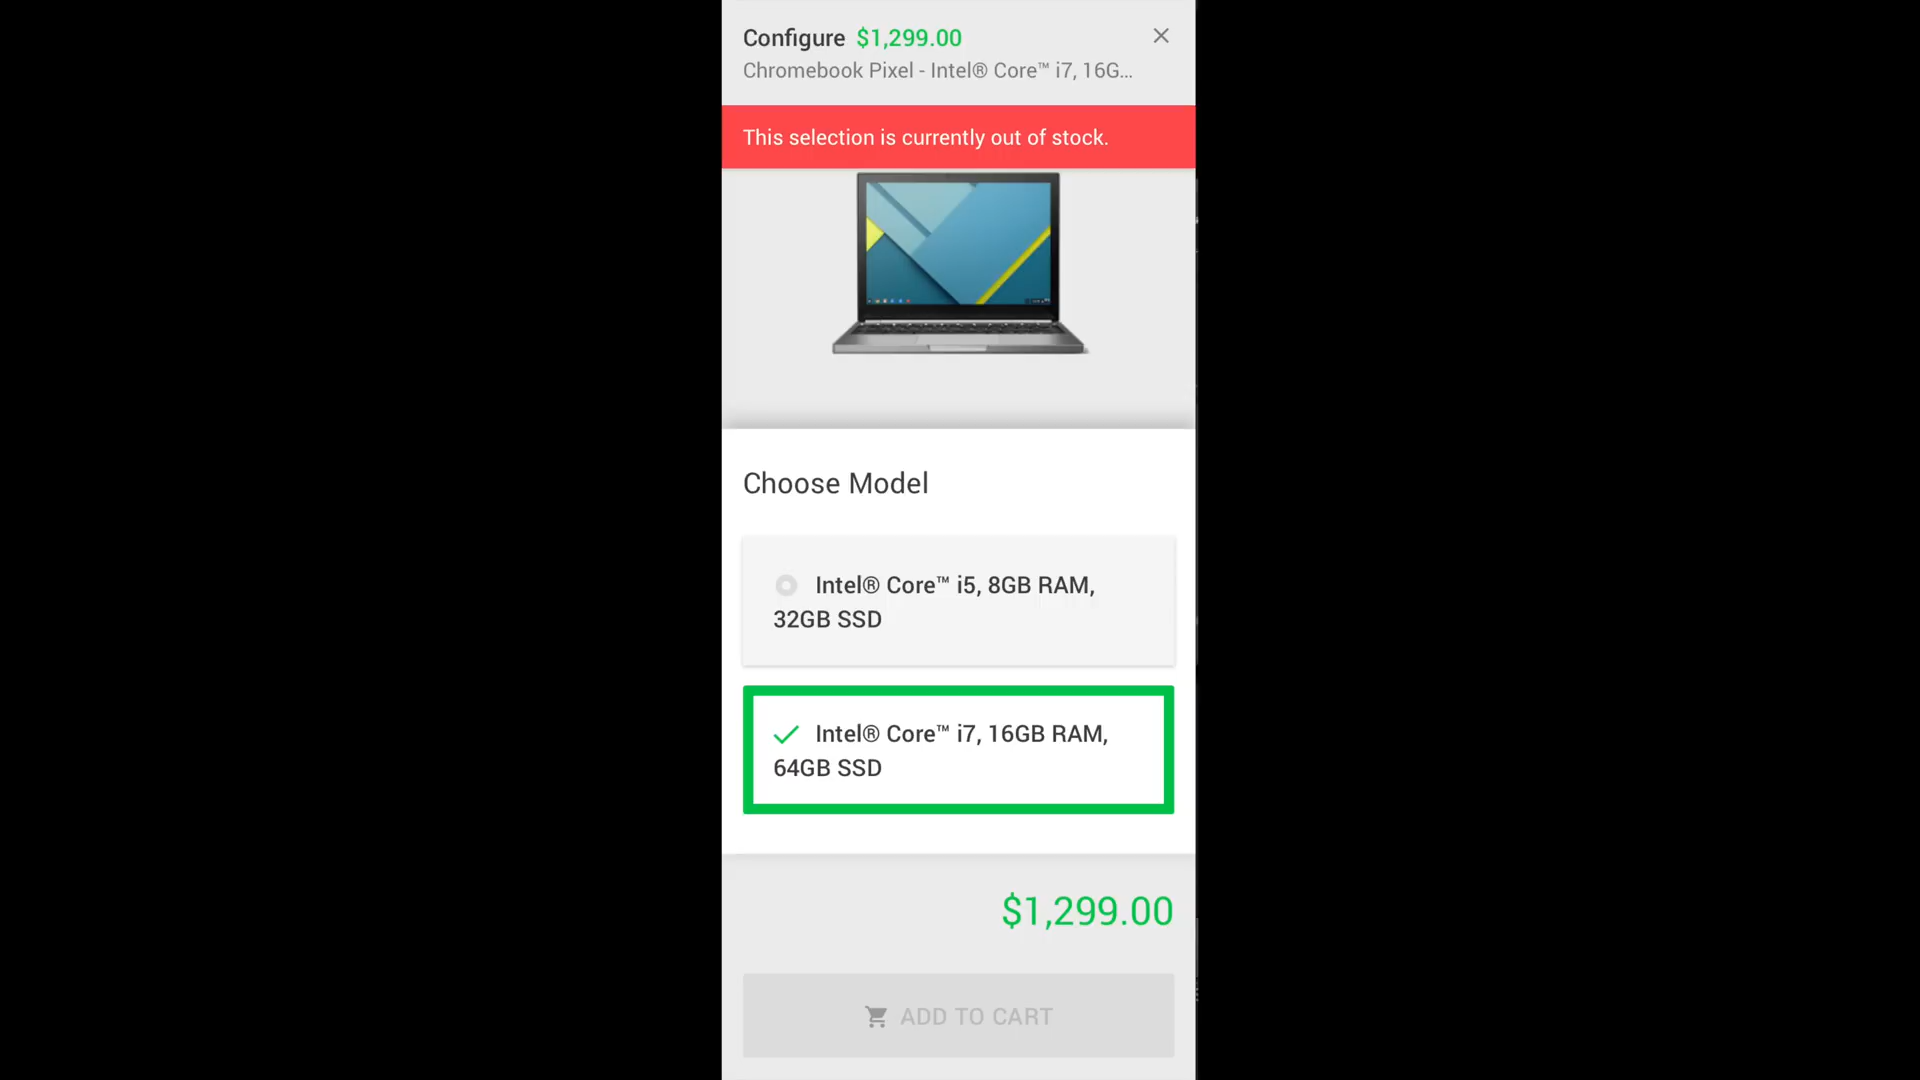 Configure $1,299.00
Chromebook Pixel - Intel® Core™ i7, 16G...
This selection is currently out of stock.
Choose Model
Intel® Core™ i5, 8GB RAM,
32GB SSD
Intel® Core™ i7, 16GB RAM,
64GB SSD
$1,299.00
ADD TO CART